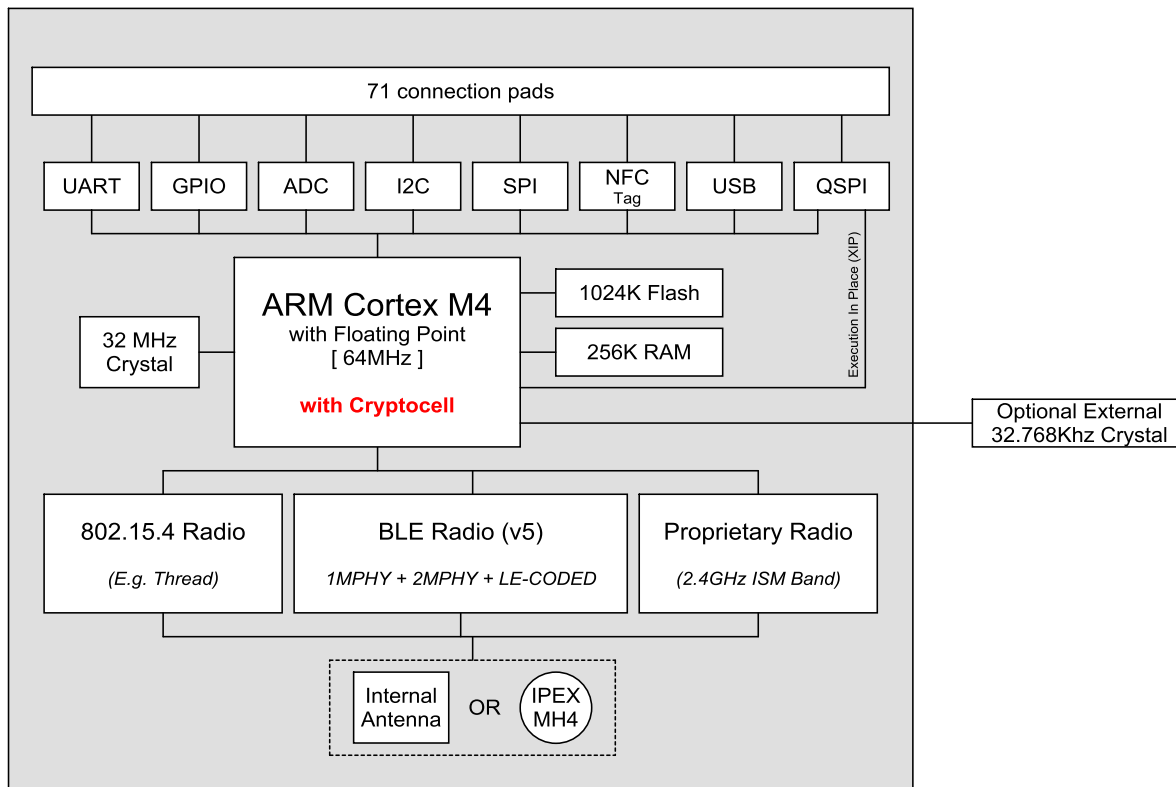 71 connection pads
UART
GPIO
ADC
I2C
SPI
NFC
Tag
USB
QSPI
Execution In Place (XIP)
ARM Cortex M4
with Floating Point
[ 64MHz ]
with Cryptocell
1024K Flash
256K RAM
32 MHz
Crystal
Optional External
32.768Khz Crystal
802.15.4 Radio
(E.g. Thread)
BLE Radio (v5)
1MPHY + 2MPHY + LE-CODED
Proprietary Radio
(2.4GHz ISM Band)
Internal
Antenna
OR
IPEX
MH4